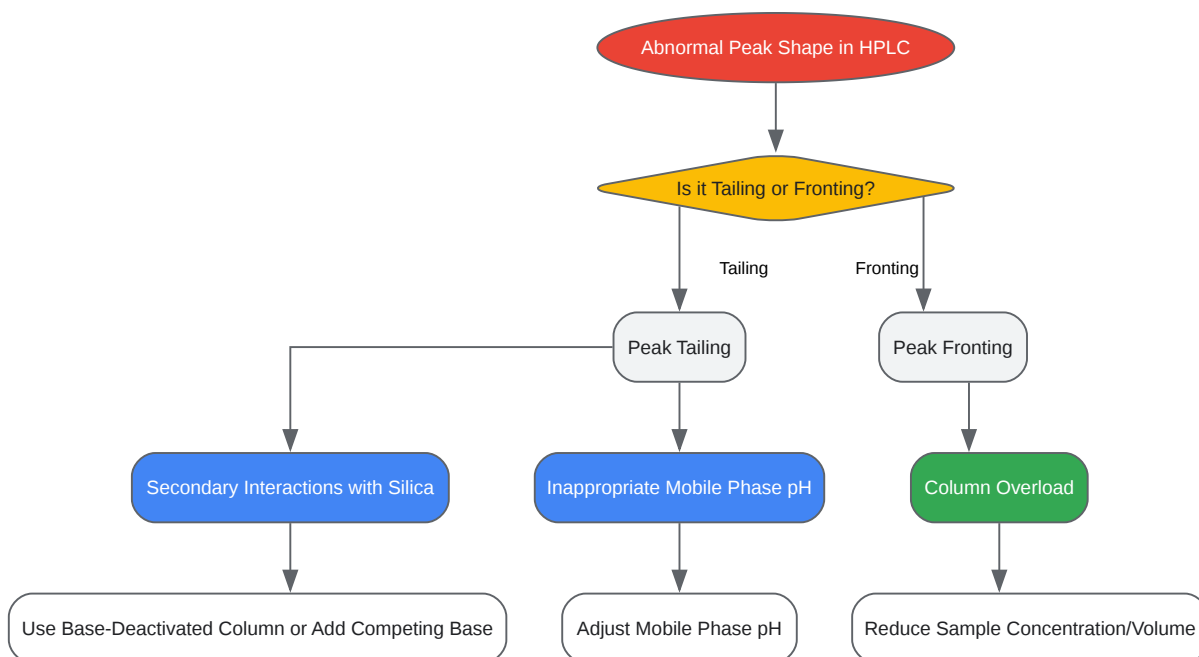 Abnormal Peak Shape in HPLC
Is it Tailing or Fronting?
Tailing
Fronting
Peak Tailing
Peak Fronting
Secondary Interactions with Silica
Inappropriate Mobile Phase pH
Column Overload
Use Base-Deactivated Column or Add Competing Base
Adjust Mobile Phase pH
Reduce Sample Concentration/Volume